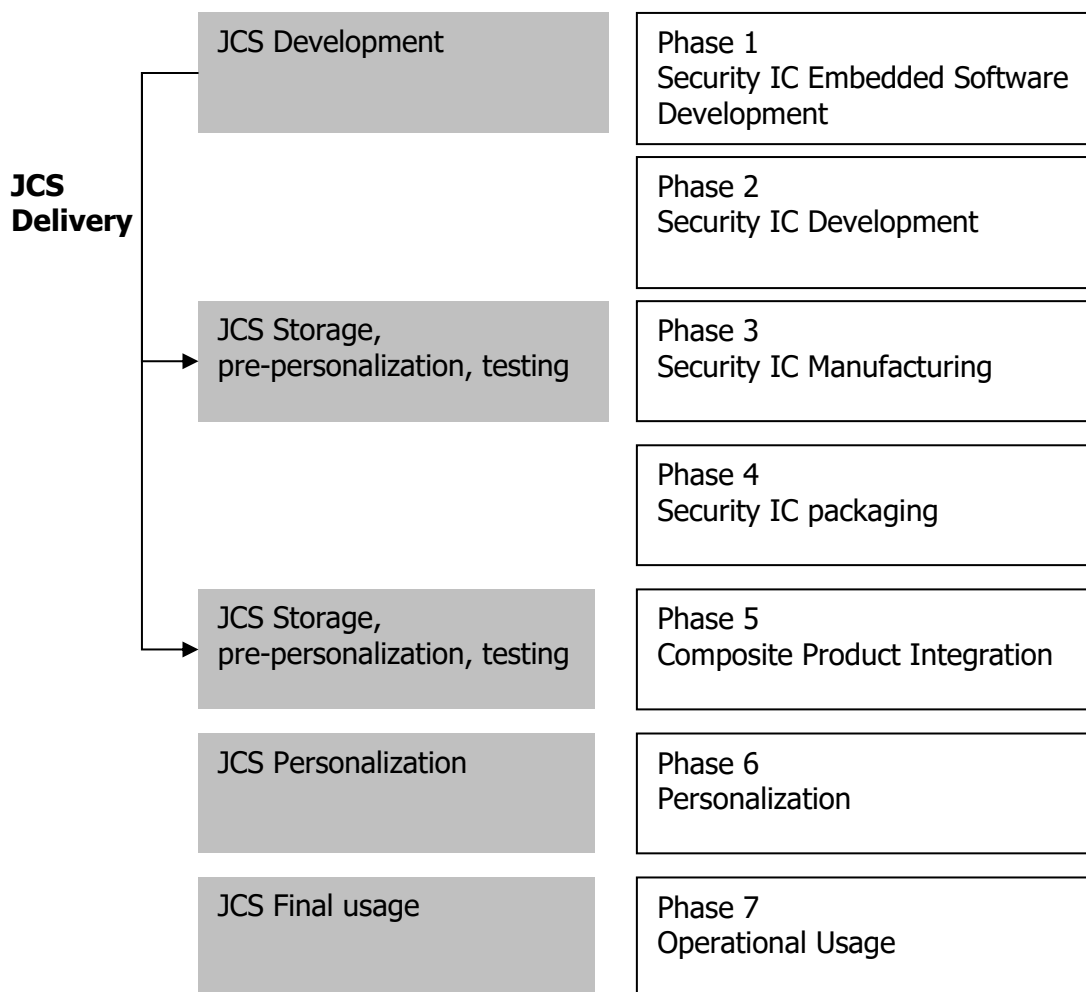 JCS Development
Phase 1
Security IC Embedded Software
Development
JCS
Delivery
Phase 2
Security IC Development
JCS Storage,
pre-personalization, testing
Phase 3
Security IC Manufacturing
Phase 4
Security IC packaging
JCS Storage,
pre-personalization, testing
Phase 5
Composite Product Integration
JCS Personalization
Phase 6
Personalization
JCS Final usage
Phase 7
Operational Usage